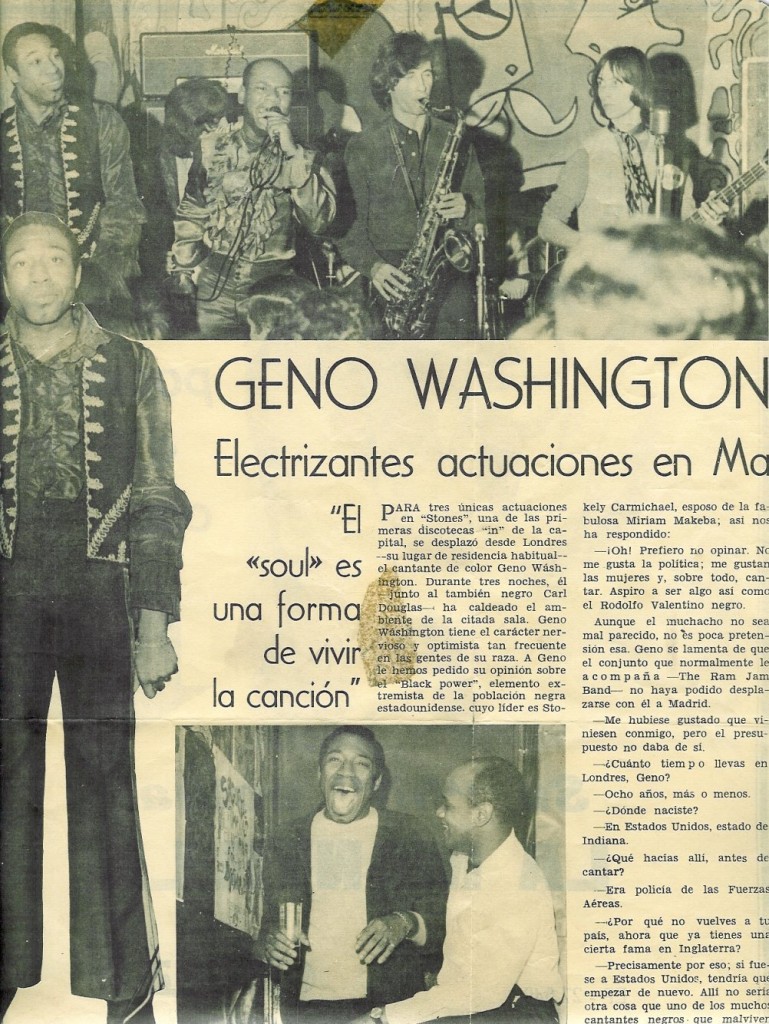 GENO WASHINGTON
Electrizantes actuaciones en Ma
"El
«soul» es
una forma
de vivir
la canción"
PARA tres únicas actuaciones
en "Stones", una de las pri-
meras discotecas "in" de la ca-
pital, se desplazó desde Londres
—su lugar de residencia habitual—
el cantante de color Geno Wásh-
ington. Durante tres noches, él
—junto al también negro Carl
Douglas— ha caldeado el am-
biente de la citada sala. Geno
Wáshington tiene el carácter ner-
vioso y optimista tan frecuente
en las gentes de su raza. A Geno
le hemos pedido su opinión sobre
el "Black power", elemento ex-
tremista de la población negra
estadounidense. cuyo líder es Sto-
kely Carmichael, esposo de la fa-
bulosa Miriam Makeba; así nos
ha respondido:
—¡Oh! Prefiero no opinar. No
me gusta la política; me gustan
las mujeres y, sobre todo, can-
tar. Aspiro a ser algo así como
el Rodolfo Valentino negro.
Aunque el muchacho no sea
mal parecido, no es poca preten-
sión esa. Geno se lamenta de que
el conjunto que normalmente le
acompaña —The Ram Jam
Band— no haya podido despla-
zarse con él a Madrid.
—Me hubiese gustado que vi-
niesen conmigo, pero el presu-
puesto no daba de sí.
—¿Cuánto tiempo llevas en
Londres, Geno?
—Ocho años, más o menos.
—¿Dónde naciste?
—En Estados Unidos, estado de
Indiana.
—¿Qué hacías allí, antes de
cantar?
—Era policía de las Fuerzas
Aéreas.
—¿Por qué no vuelves a tu
país, ahora que ya tienes una
cierta fama en Inglaterra?
—Precisamente por eso; si fue-
se a Estados Unidos, tendría que
empezar de nuevo. Allí no sería
otra cosa que uno de los muchos
cantantes negros que malviven